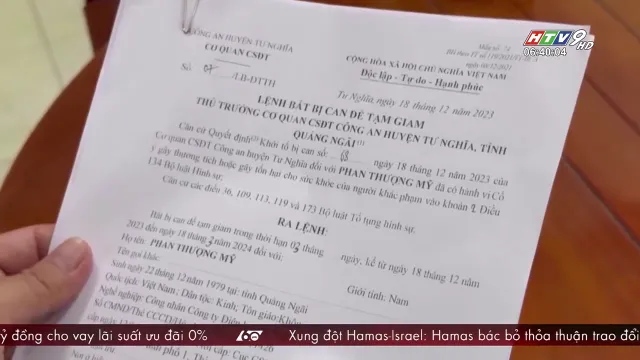 HTV9 HD
06:40:04
CÔNG AN HUYỆN TƯ NGHĨA
CƠ QUAN CSĐT
Số: 07 /LB-ĐTTH
CỘNG HÒA XÃ HỘI CHỦ NGHĨA VIỆT NAM
Độc lập - Tự do - Hạnh phúc
Tư Nghĩa, ngày 18 tháng 12 năm 2023
LỆNH BẮT BỊ CAN ĐỂ TẠM GIAM
THỦ TRƯỞNG CƠ QUAN CSĐT CÔNG AN HUYỆN TƯ NGHĨA, TỈNH
QUẢNG NGÃI
Căn cứ Quyết định Khởi tố bị can số: ngày 18 tháng 12 năm 2023 của
Cơ quan CSĐT Công an huyện Tư Nghĩa đối với PHAN THƯỢNG MỸ đã có hành vi Cố
ý gây thương tích hoặc gây tổn hại cho sức khỏe của người khác phạm vào khoản 2 Điều
134 Bộ luật Hình sự;
Căn cứ các điều 36, 109, 113, 119 và 173 Bộ luật Tố tụng hình sự.
RA LỆNH:
Bắt bị can để tạm giam trong thời hạn 03 tháng ngày, kể từ ngày 18 tháng 12 năm
2023 đến ngày 18 tháng 3 năm 2024 đối với:
Họ tên: PHAN THƯỢNG MỸ
Tên gọi khác:
Giới tính: Nam
Sinh ngày 22 tháng 12 năm 1979 tại: tỉnh Quảng Ngãi
Quốc tịch: Việt Nam; Dân tộc: Kinh; Tôn giáo: Không
Nghề nghiệp: Công nhân Công ty
Số CMND/Thẻ CCCD
ỷ đồng cho vay lãi suất ưu đãi 0%
60
Xung đột Hamas-Israel: Hamas bác bỏ thỏa thuận trao đổi